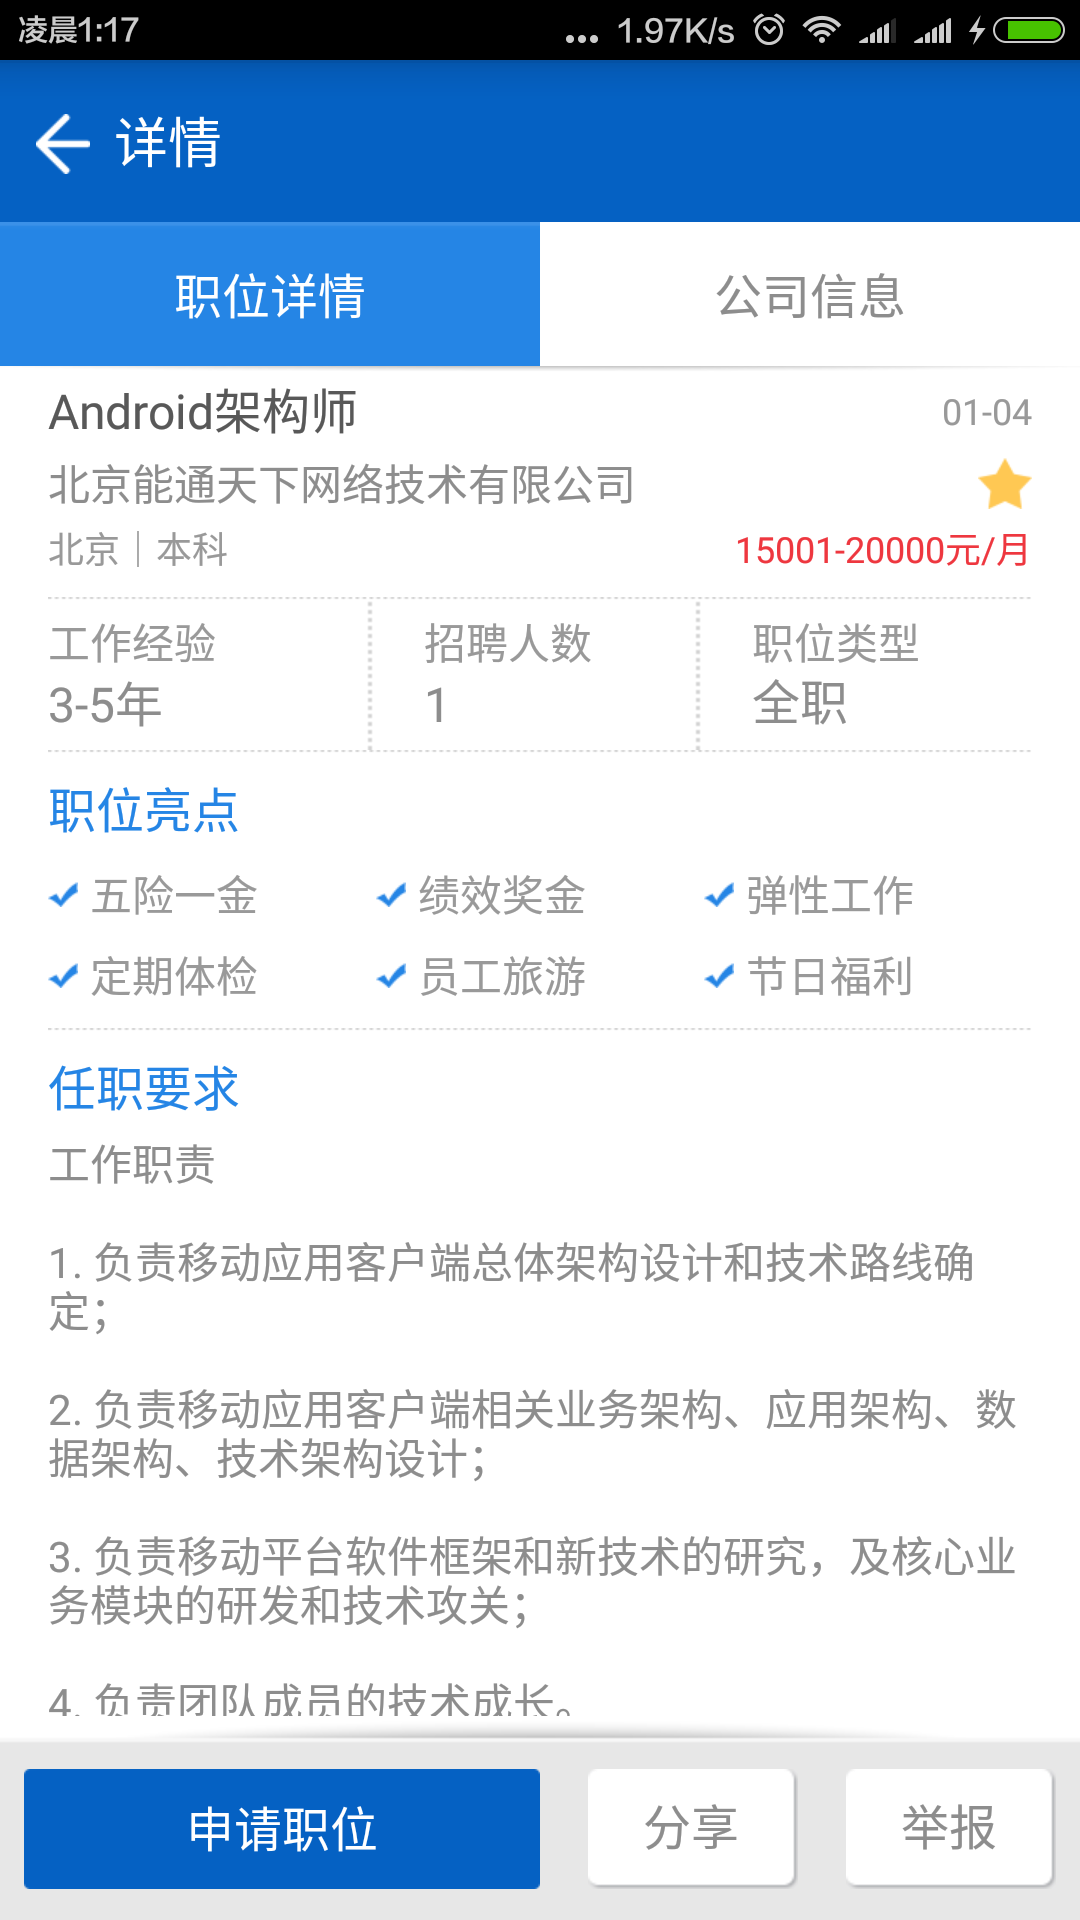 凌晨1:17
... 1.97K/s
详情
职位详情
公司信息
Android架构师
01-04
北京能通天下网络技术有限公司
北京 本科
15001-20000元/月
工作经验 招聘人数 职位类型
3-5年 1 全职
职位亮点
五险一金 绩效奖金 弹性工作
定期体检 员工旅游 节日福利
任职要求
工作职责
1. 负责移动应用客户端总体架构设计和技术路线确
定；
2. 负责移动应用客户端相关业务架构、应用架构、数
据架构、技术架构设计；
3. 负责移动平台软件框架和新技术的研究，及核心业
务模块的研发和技术攻关；
4. 负责团队成员的技术成长。
申请职位
分享
举报